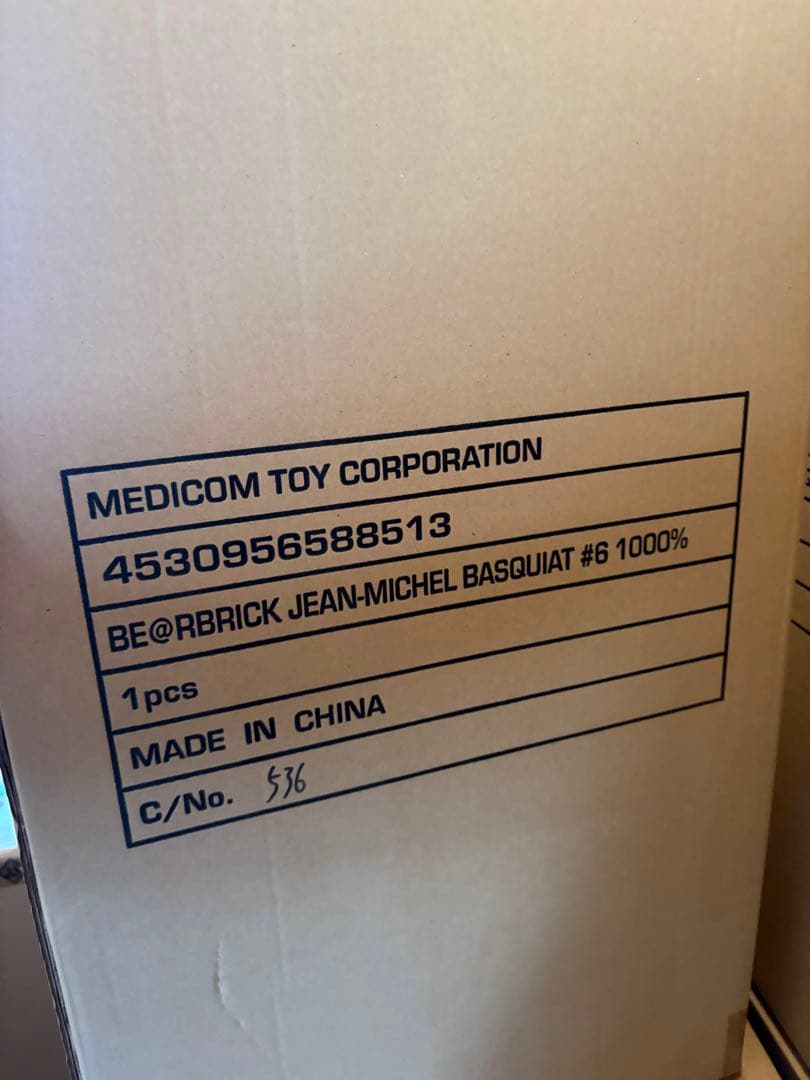 MEDICOM TOY CORPORATION
4530956588513
BE@RBRICK JEAN-MICHEL BASQUIAT #6 1000%
1pcs
MADE IN CHINA
C/No. 536